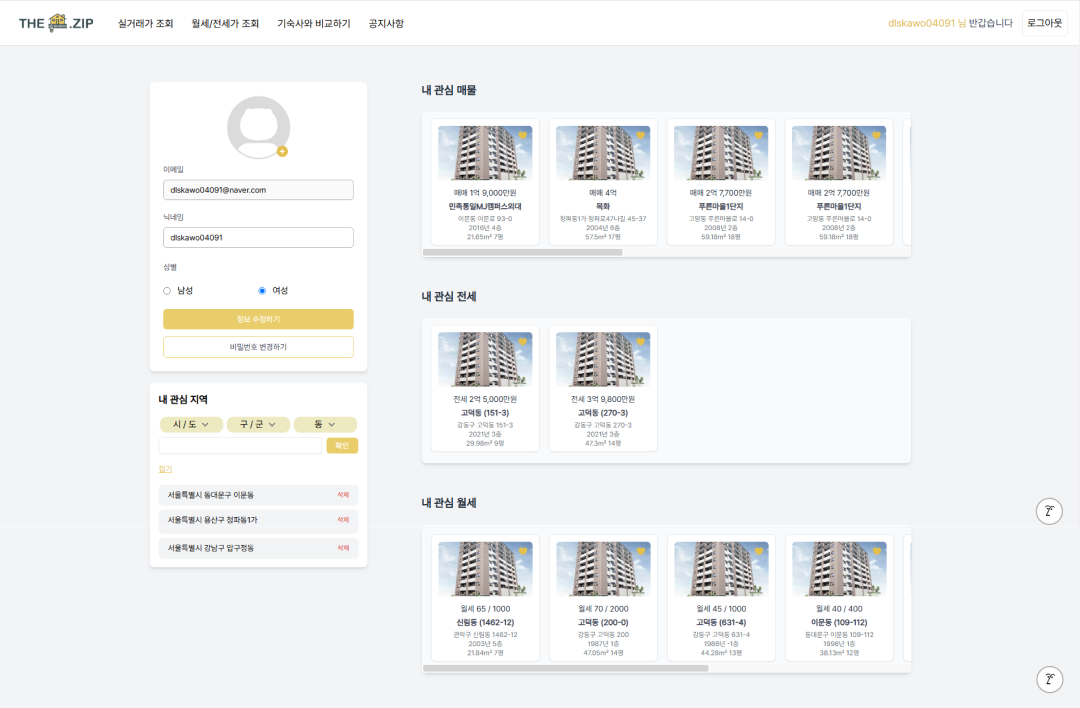 THE .ZIP
실거래가 조회
월세/전세가 조회
기숙사와 비교하기
공지사항
dlskawo04091 님 반갑습니다
로그아웃
이메일
dlskawo04091@naver.com
닉네임
dlskawo04091
성별
남성
여성
정보 수정하기
비밀번호 변경하기
내 관심 지역
시 / 도
구 / 군
동
확인
접기
서울특별시 동대문구 이문동
삭제
서울특별시 용산구 청파동1가
삭제
서울특별시 강남구 압구정동
삭제
내 관심 매물
매매 1억 9,000만원
민족통일MJ캠퍼스외대
이문동 이문로 93-0
2016년 4층
21.65m² 7평
매매 4억
목화
청파동1가 청파로47나길 45-37
2004년 6층
57.5m² 17평
매매 2억 7,700만원
푸른마을1단지
고양동 푸른마을로 14-0
2008년 2층
59.18m² 18평
매매 2억 7,700만원
푸른마을1단지
고양동 푸른마을로 14-0
2008년 2층
59.18m² 18평
내 관심 전세
전세 2억 5,000만원
고덕동 (151-3)
강동구 고덕동 151-3
2021년 3층
29.98m² 9평
전세 3억 9,800만원
고덕동 (270-3)
강동구 고덕동 270-3
2021년 3층
47.3m² 14평
내 관심 월세
월세 65 / 1000
신림동 (1462-12)
관악구 신림동 1462-12
2003년 5층
21.84m² 7평
월세 70 / 2000
고덕동 (200-0)
강동구 고덕동 200
1987년 1층
47.05m² 14평
월세 45 / 1000
고덕동 (631-4)
강동구 고덕동 631-4
1986년 -1층
44.28m² 13평
월세 40 / 400
이문동 (109-112)
동대문구 이문동 109-112
1996년 1층
38.13m² 12평